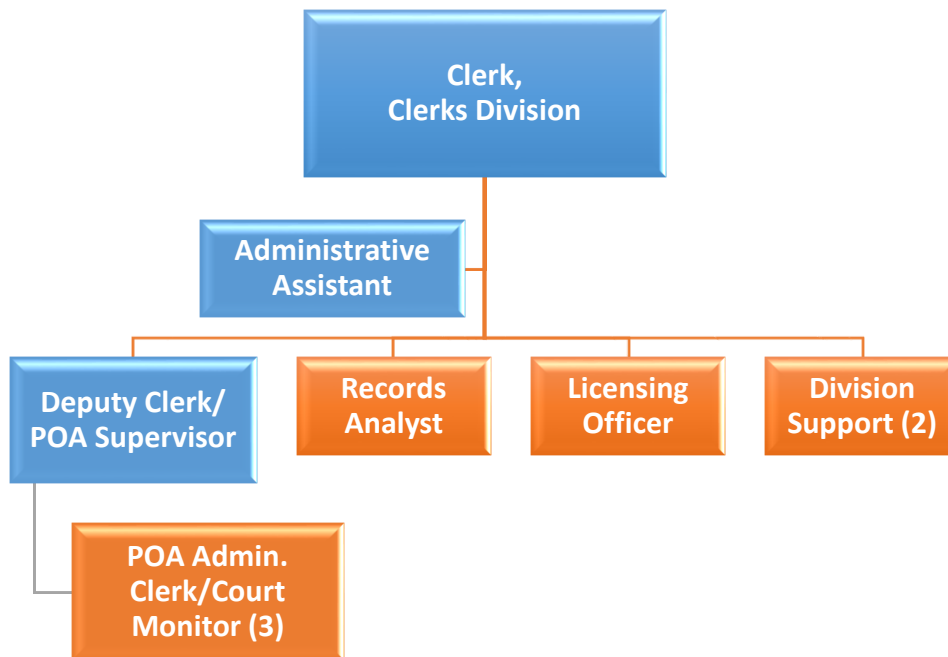 Clerk,
Clerks Division
Administrative
Assistant
Deputy Clerk/
POA Supervisor
Records
Analyst
Licensing
Officer
Division
Support (2)
POA Admin.
Clerk/Court
Monitor (3)